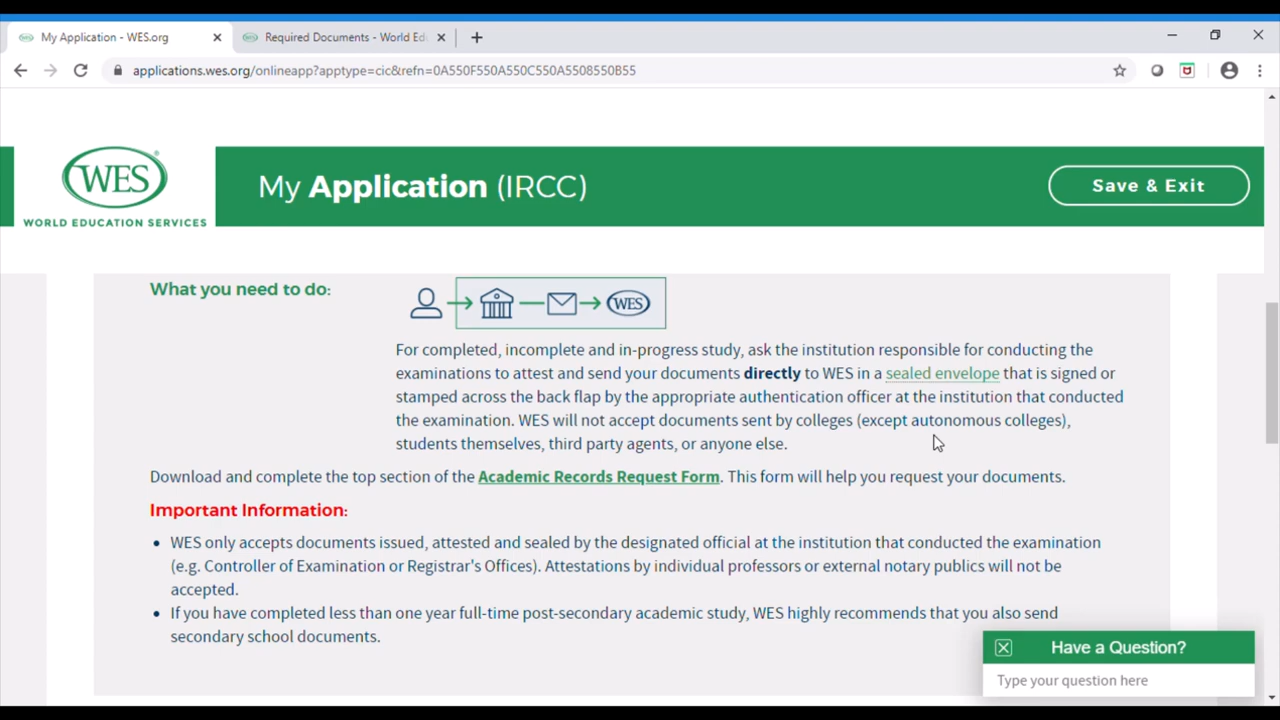 My Application - WES.org
Required Documents - World Ed
applications.wes.org/onlineapp?apptype=cic&refn=0A550F550A550C550A5508550B55
WES
WORLD EDUCATION SERVICES
My Application (IRCC)
Save & Exit
What you need to do:
WES
For completed, incomplete and in-progress study, ask the institution responsible for conducting the
examinations to attest and send your documents directly to WES in a sealed envelope that is signed or
stamped across the back flap by the appropriate authentication officer at the institution that conducted
the examination. WES will not accept documents sent by colleges (except autonomous colleges),
students themselves, third party agents, or anyone else.
Download and complete the top section of the Academic Records Request Form. This form will help you request your documents.
Important Information:
• WES only accepts documents issued, attested and sealed by the designated official at the institution that conducted the examination
(e.g. Controller of Examination or Registrar's Offices). Attestations by individual professors or external notary publics will not be
accepted.
• If you have completed less than one year full-time post-secondary academic study, WES highly recommends that you also send
secondary school documents.
Have a Question?
Type your question here